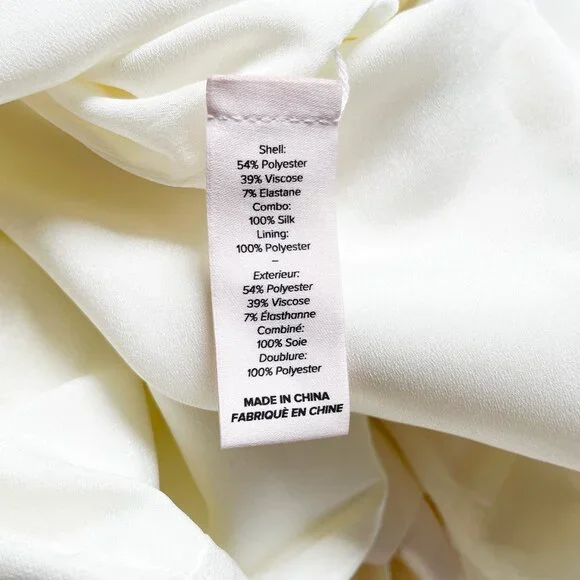 Shell:
54% Polyester
39% Viscose
7% Elastane
Combo:
100% Silk
Lining:
100% Polyester
–
Exterieur:
54% Polyester
39% Viscose
7% Élasthanne
Combiné:
100% Soie
Doublure:
100% Polyester
MADE IN CHINA
FABRIQUÉ EN CHINE